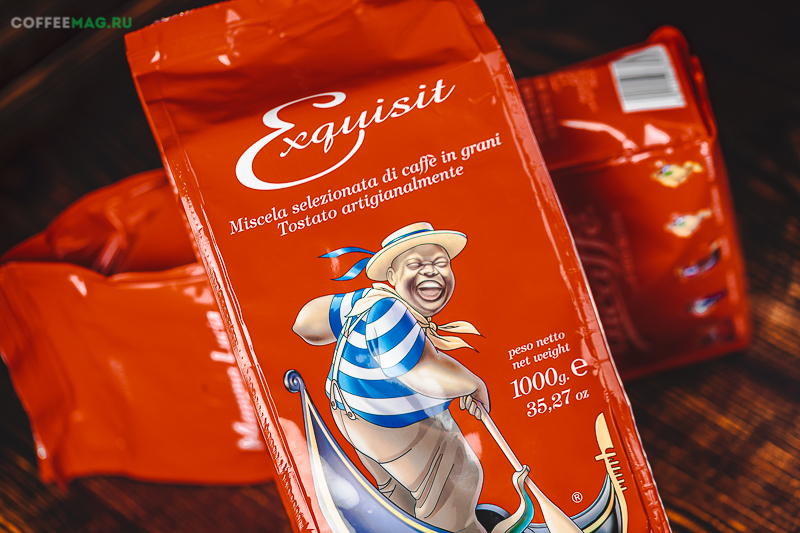 COFFEEMAG.RU
Exquisit
Miscela selezionata di caffè in grani
Tostato artigianalmente
peso netto
net weight
1000g. e
35,27 oz
®